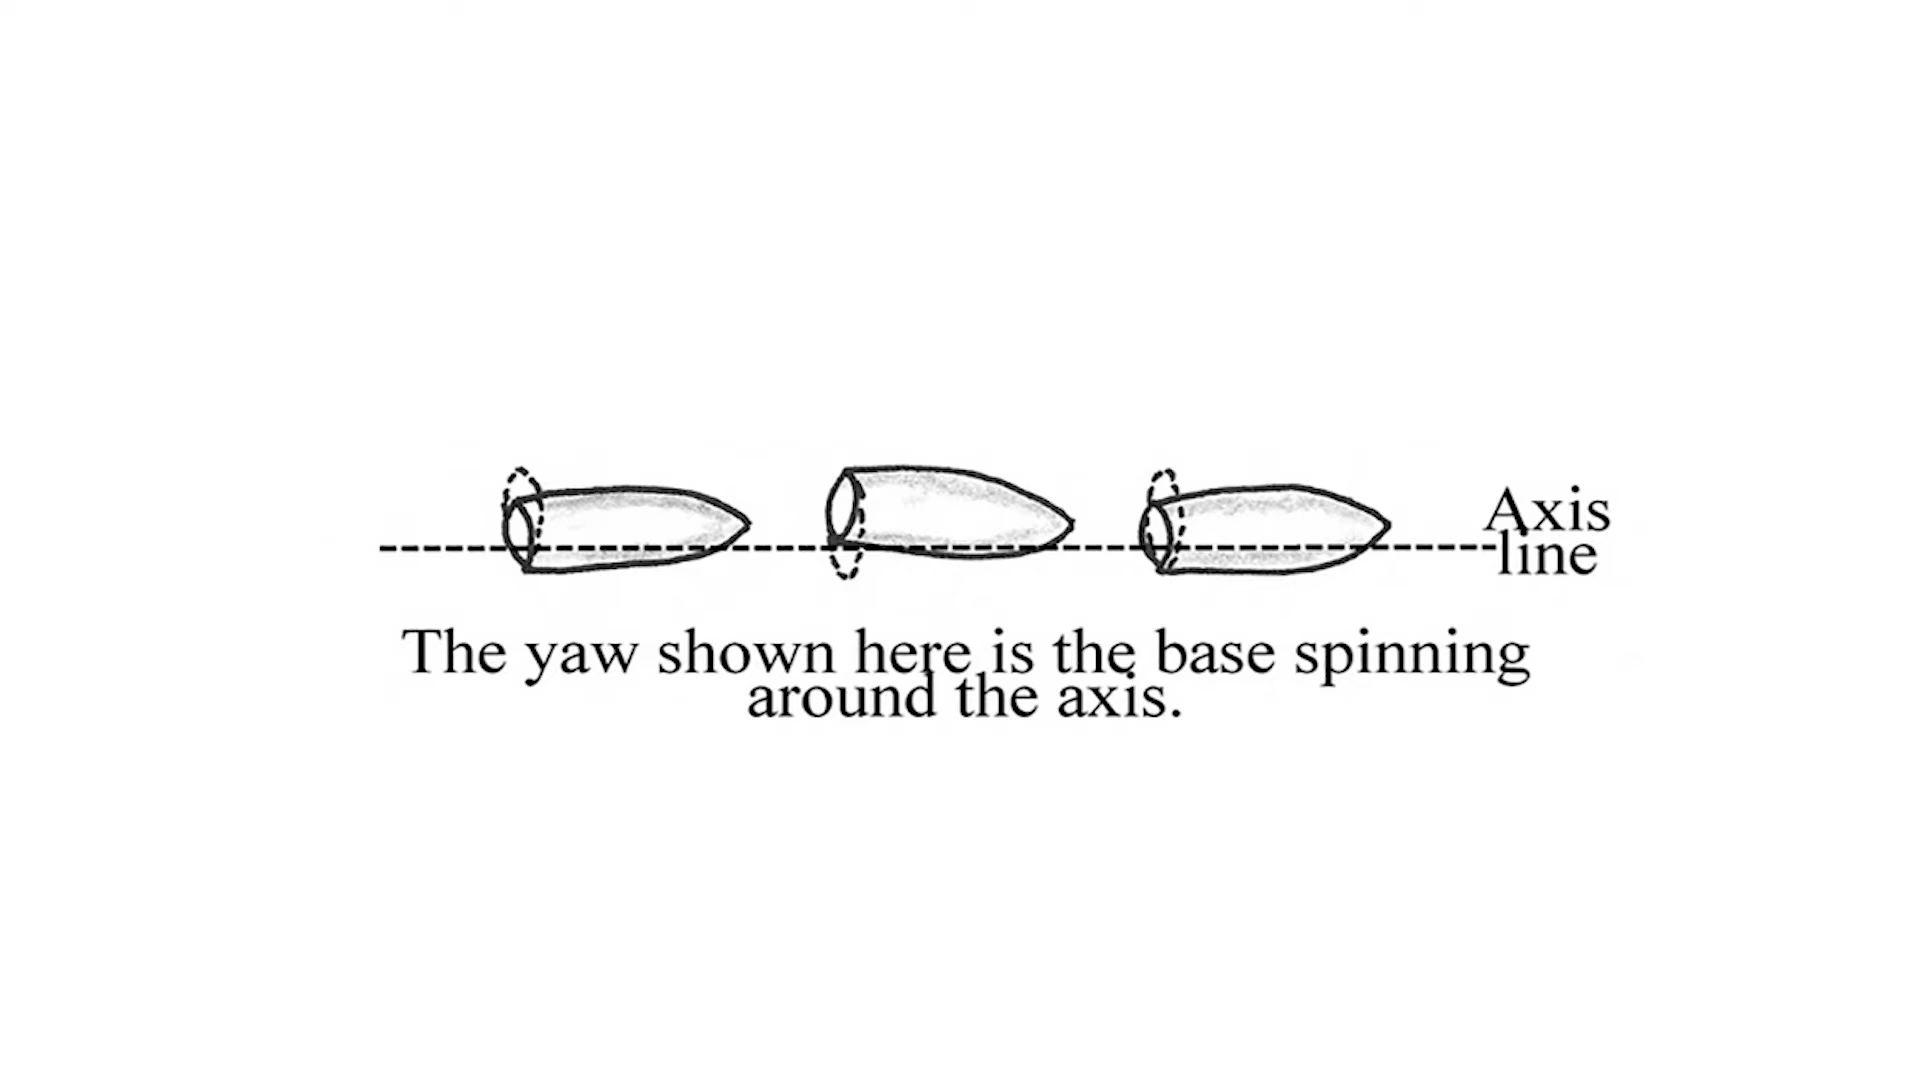 Axis
line
The yaw shown here is the base spinning
around the axis.